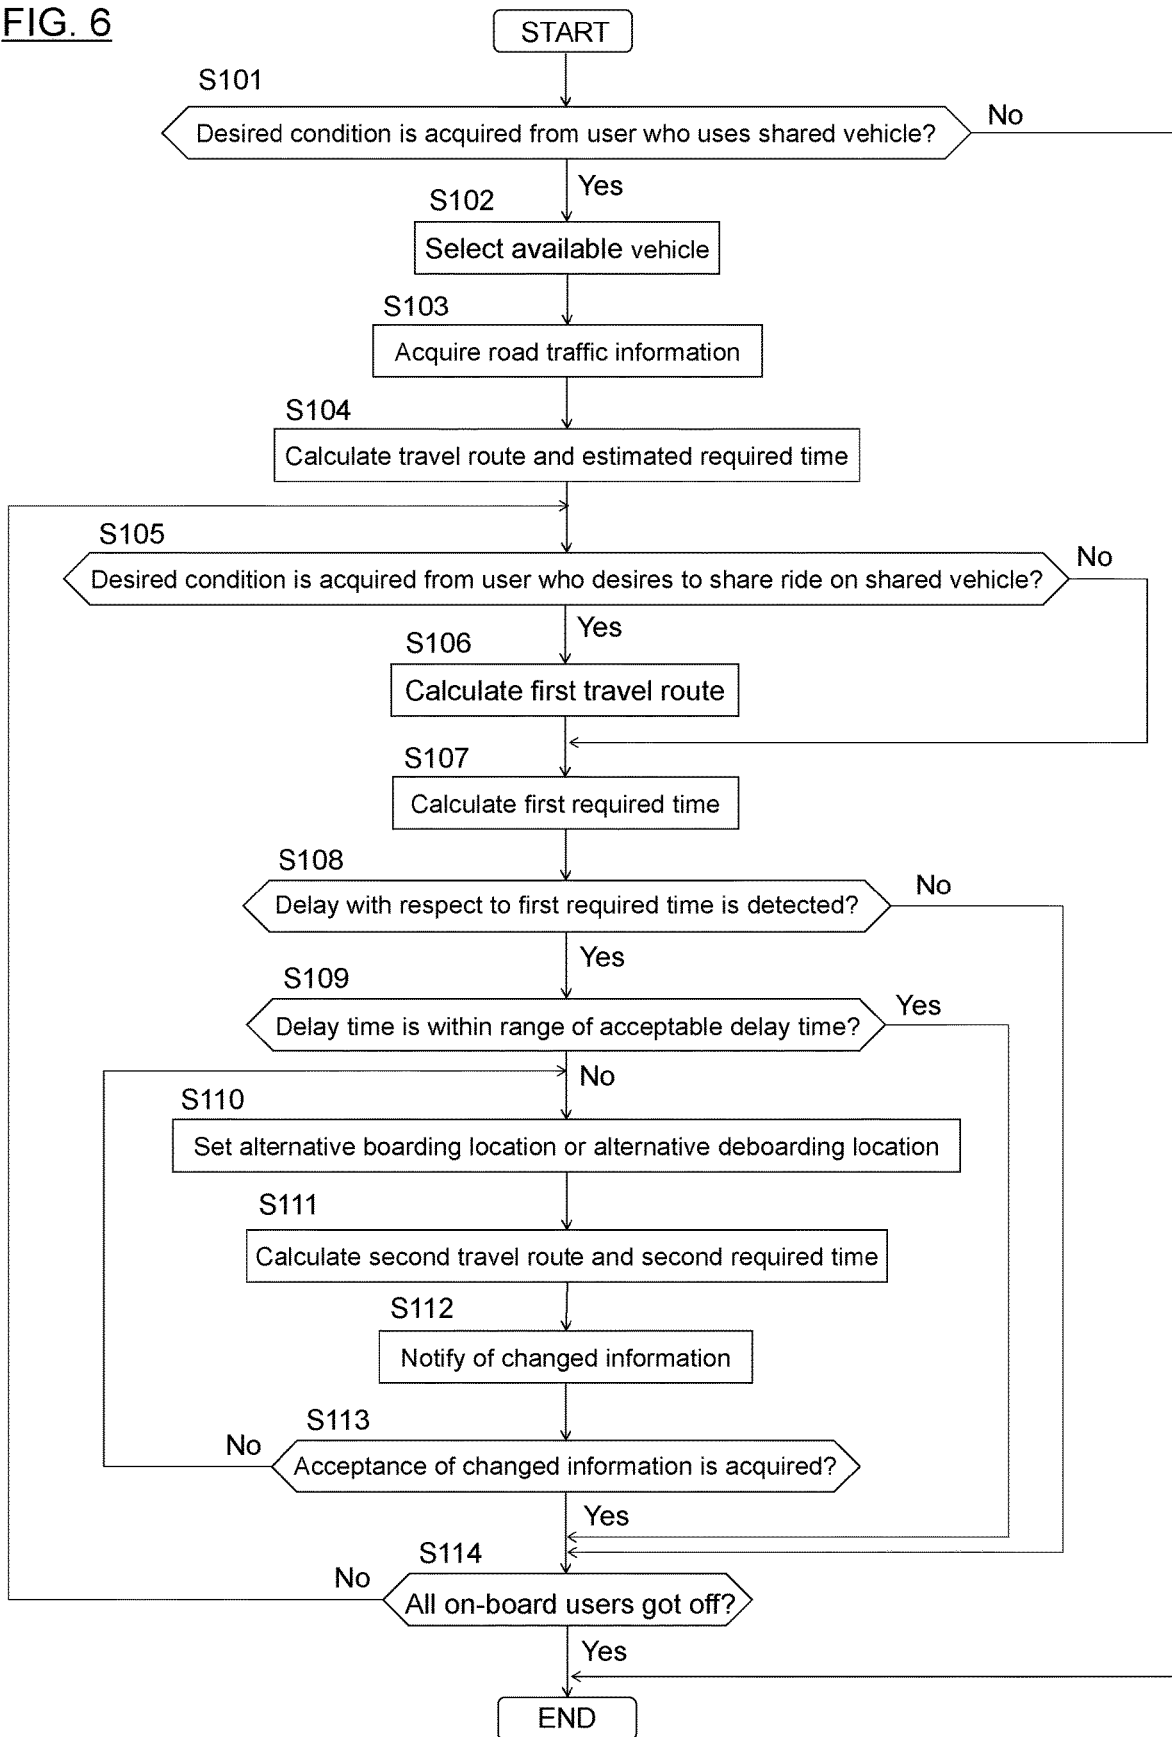 FIG. 6
START
S101
Desired condition is acquired from user who uses shared vehicle?
No
Yes
S102
Select available vehicle
S103
Acquire road traffic information
S104
Calculate travel route and estimated required time
S105
Desired condition is acquired from user who desires to share ride on shared vehicle?
No
Yes
S106
Calculate first travel route
S107
Calculate first required time
S108
Delay with respect to first required time is detected?
No
Yes
S109
Delay time is within range of acceptable delay time?
Yes
No
S110
Set alternative boarding location or alternative deboarding location
S111
Calculate second travel route and second required time
S112
Notify of changed information
S113
No
Acceptance of changed information is acquired?
Yes
S114
No
All on-board users got off?
Yes
END